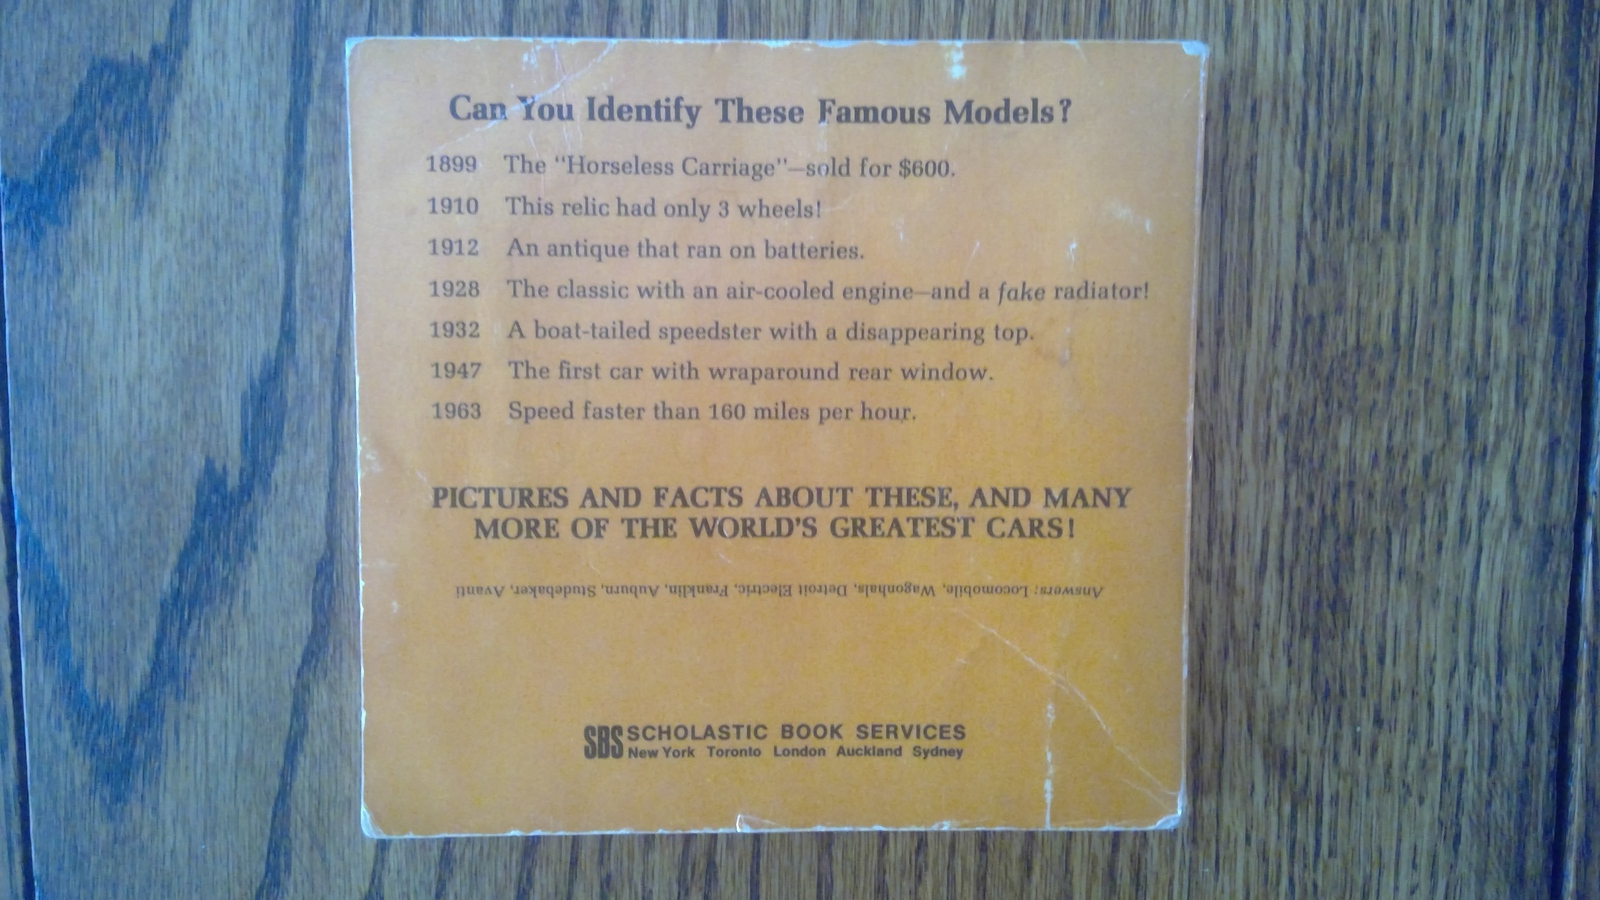 Can You Identify These Famous Models?
1899 The "Horseless Carriage"—sold for $600.
1910 This relic had only 3 wheels!
1912 An antique that ran on batteries.
1928 The classic with an air-cooled engine—and a fake radiator!
1932 A boat-tailed speedster with a disappearing top.
1947 The first car with wraparound rear window.
1963 Speed faster than 160 miles per hour.
PICTURES AND FACTS ABOUT THESE, AND MANY
MORE OF THE WORLD'S GREATEST CARS!
Answers: Locomobile, Wagonhals, Detroit Electric, Franklin, Auburn, Studebaker, Avanti
SBS SCHOLASTIC BOOK SERVICES
New York Toronto London Auckland Sydney